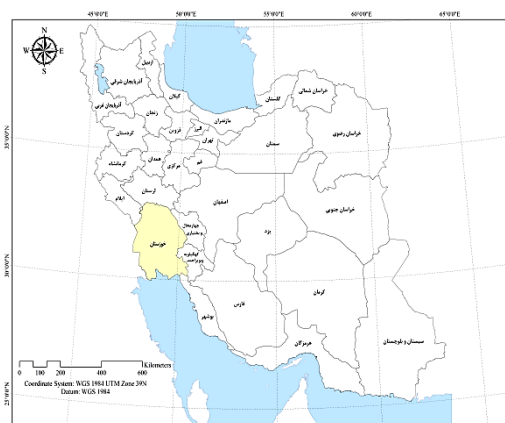 45°0'0"E 50°0'0"E 55°0'0"E 60°0'0"E 65°0'0"E
N
W E
S
اردبیل
آذربایجان شرقی
آذربایجان غربی
گیلان
زنجان
گلستان
خراسان شمالی
مازندران
البرز
قزوین
تهران
کردستان
سمنان
خراسان رضوی
35°0'0"N
همدان
کرمانشاه
مرکزی
قم
لرستان
ایلام
اصفهان
خراسان جنوبی
چهارمحال
و بختیاری
یزد
خوزستان
کهگیلویه
و بویراحمد
30°0'0"N
فارس
کرمان
بوشهر
هرمزگان
سیستان و بلوچستان
0 100 200 400 600
Kilometers
Coordinate System: WGS 1984 UTM Zone 39N
Datum: WGS 1984
25°0'0"N